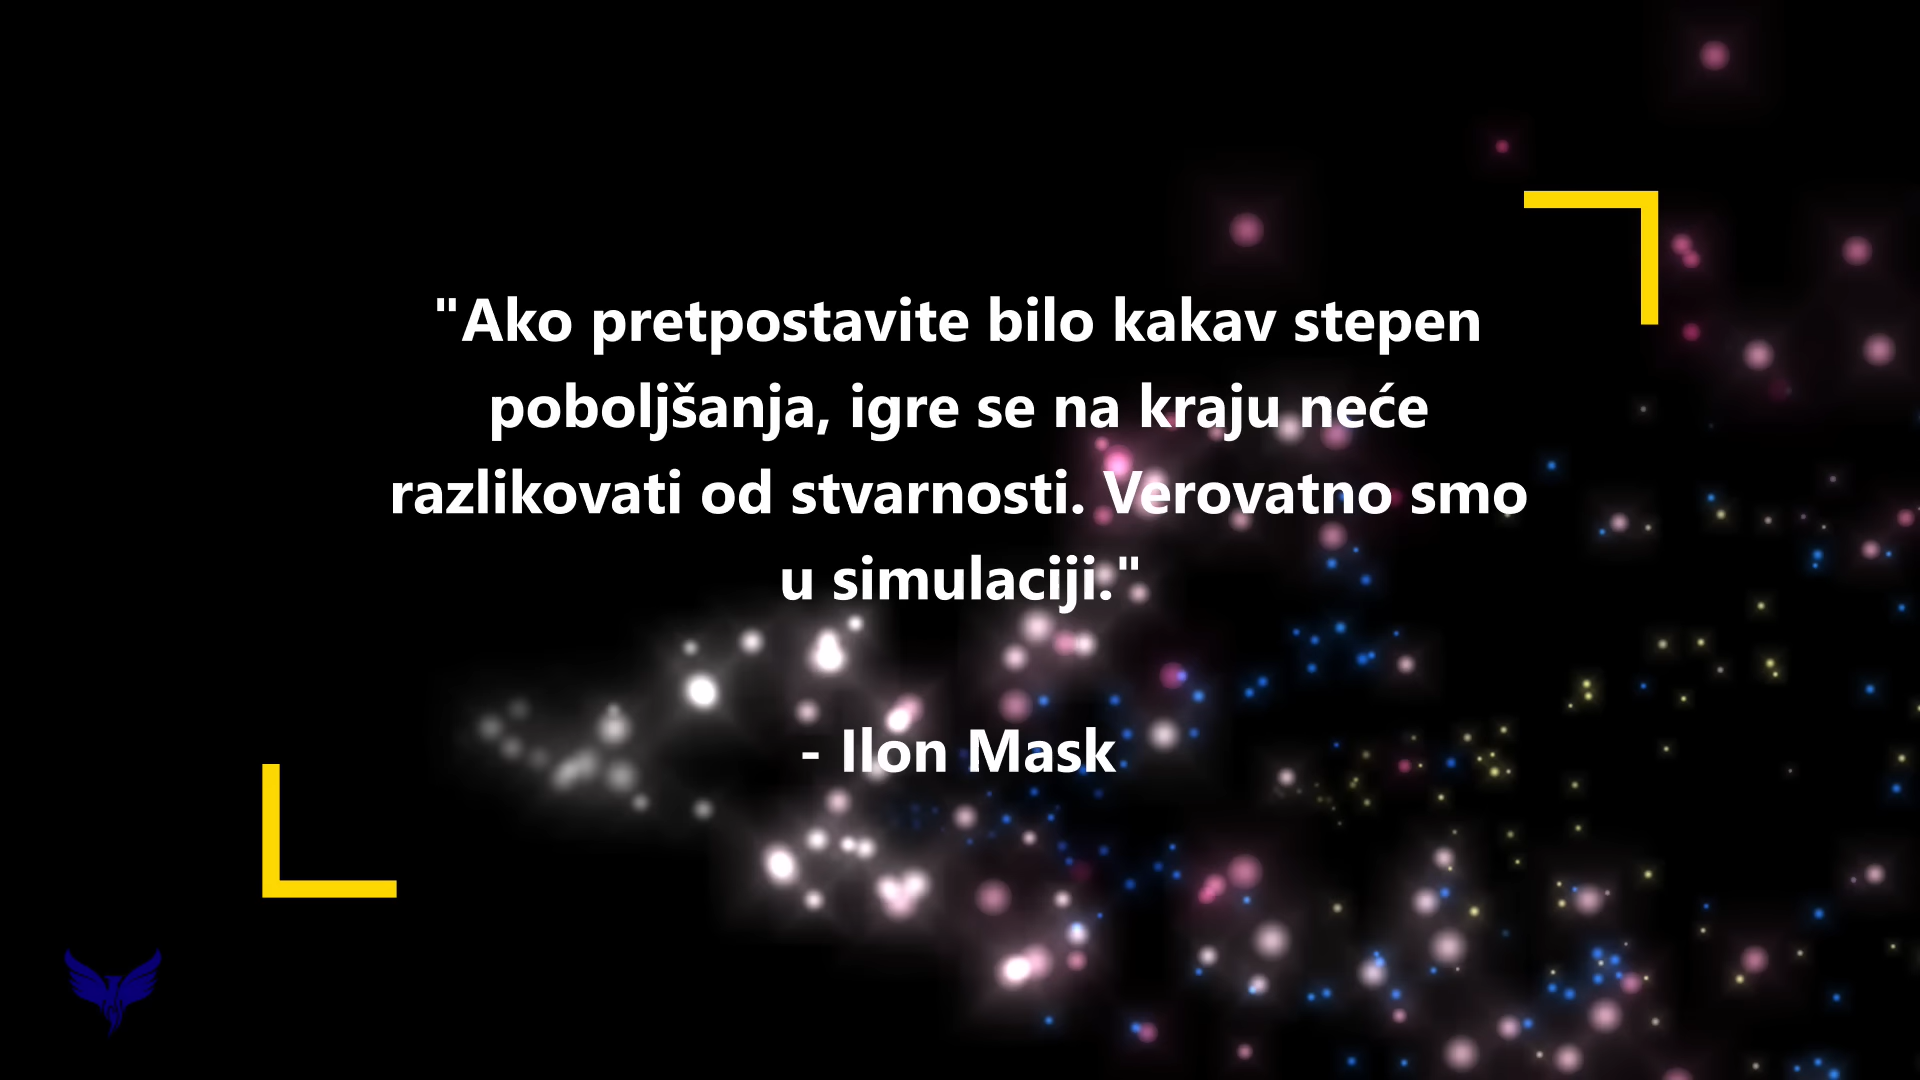 "Ako pretpostavite bilo kakav stepen
poboljšanja, igre se na kraju neće
razlikovati od stvarnosti. Verovatno smo
u simulaciji."
- Ilon Mask